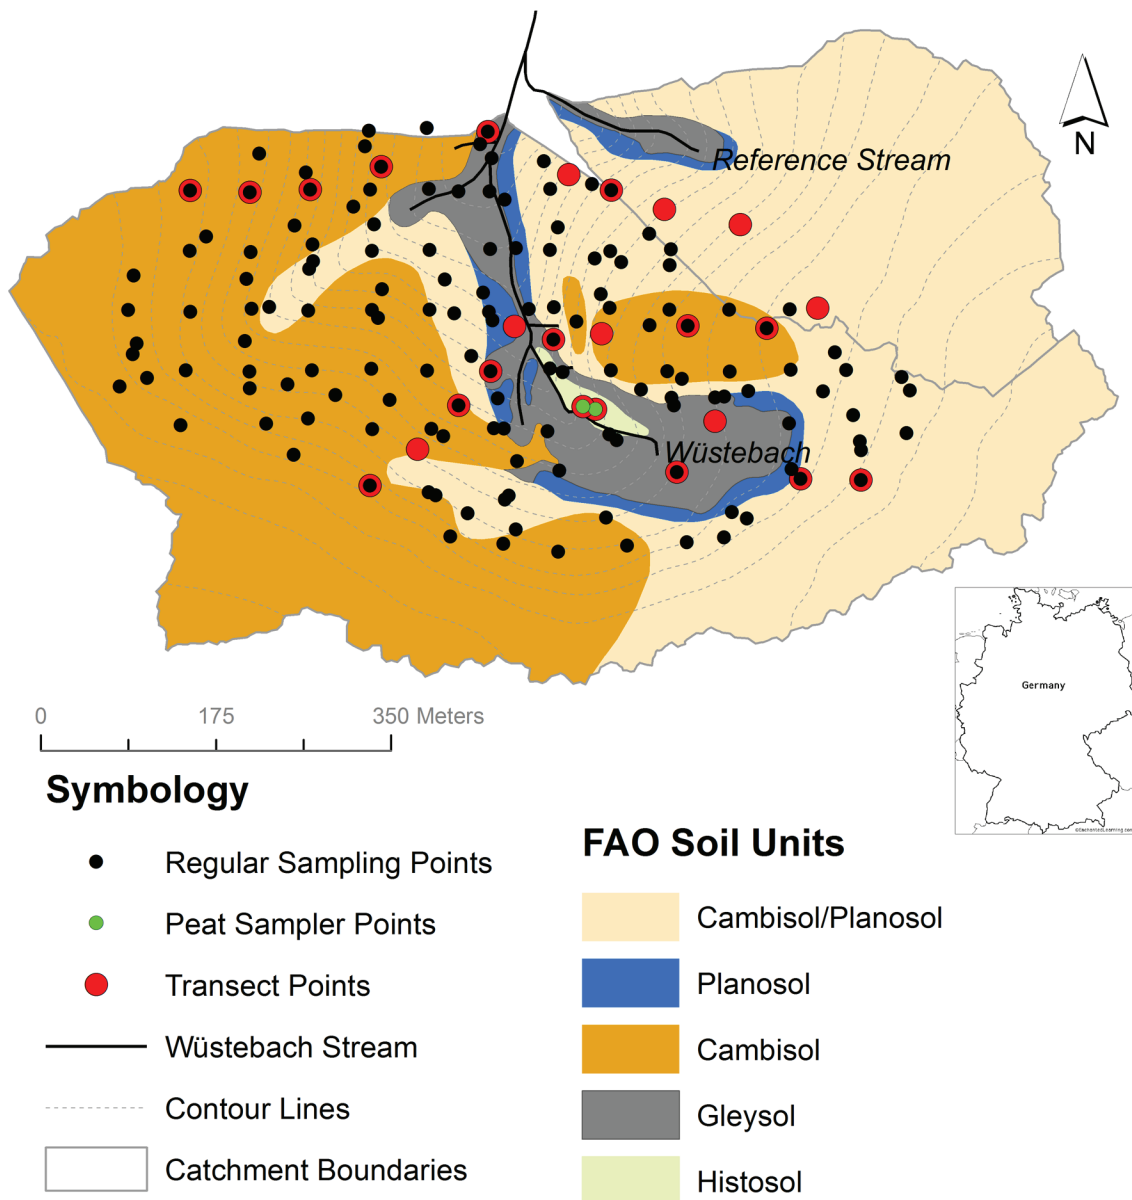 N
Reference Stream
Wüstebach
Germany
0 175 350 Meters
Symbology
Regular Sampling Points
Peat Sampler Points
Transect Points
Wüstebach Stream
Contour Lines
Catchment Boundaries
FAO Soil Units
Cambisol/Planosol
Planosol
Cambisol
Gleysol
Histosol